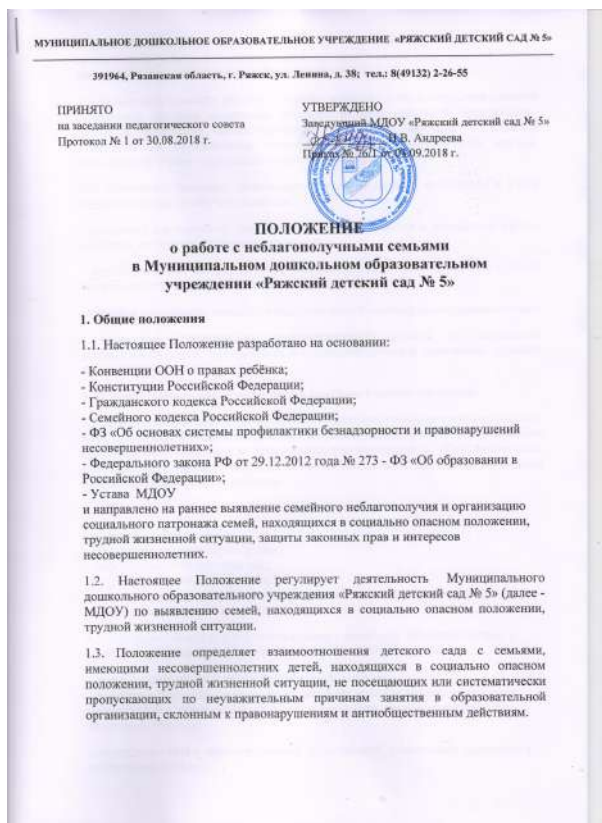 МУНИЦИПАЛЬНОЕ ДОШКОЛЬНОЕ ОБРАЗОВАТЕЛЬНОЕ УЧРЕЖДЕНИЕ «РЯЖСКИЙ ДЕТСКИЙ САД № 5»
391964, Рязанская область, г. Ряжск, ул. Ленина, д. 38; тел.: 8(49132) 2-26-55
ПРИНЯТО
на заседании педагогического совета
Протокол № 1 от 30.08.2018 г.
УТВЕРЖДЕНО
Заведующий МДОУ «Ряжский детский сад № 5»
В. Андреева
Приказ № 26/1 от 03.09.2018 г.
ПОЛОЖЕНИЕ
о работе с неблагополучными семьями
в Муниципальном дошкольном образовательном
учреждении «Ряжский детский сад № 5»
1. Общие положения
1.1. Настоящее Положение разработано на основании:
- Конвенции ООН о правах ребёнка;
- Конституции Российской Федерации;
- Гражданского кодекса Российской Федерации;
- Семейного кодекса Российской Федерации;
- ФЗ «Об основах системы профилактики безнадзорности и правонарушений
несовершеннолетних»;
- Федерального закона РФ от 29.12.2012 года № 273 - ФЗ «Об образовании в
Российской Федерации»;
- Устава МДОУ
и направлено на раннее выявление семейного неблагополучия и организацию
социального патронажа семей, находящихся в социально опасном положении,
трудной жизненной ситуации, защиты законных прав и интересов
несовершеннолетних.
1.2. Настоящее Положение регулирует деятельность Муниципального
дошкольного образовательного учреждения «Ряжский детский сад № 5» (далее -
МДОУ) по выявлению семей, находящихся в социально опасном положении,
трудной жизненной ситуации.
1.3. Положение определяет взаимоотношения детского сада с семьями,
имеющими несовершеннолетних детей, находящихся в социально опасном
положении, трудной жизненной ситуации, не посещающих или систематически
пропускающих по неуважительным причинам занятия в образовательной
организации, склонным к правонарушениям и антиобщественным действиям.